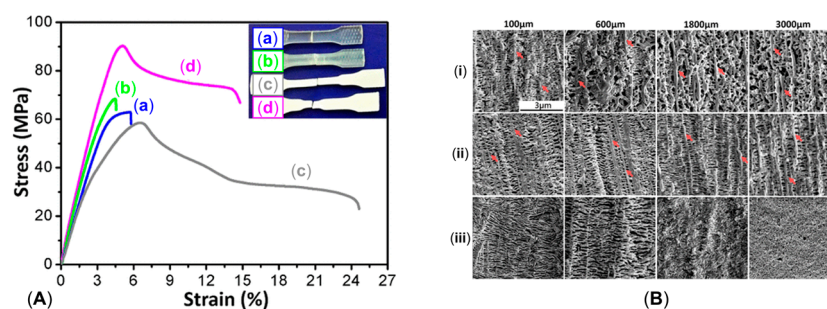 120
100
80
60
40
20
0
Stress (MPa)
0 3 6 9 12 15 18 21 24 27
Strain (%)
(A)
(d)
(b)
(a)
(c)
(a)
(b)
(c)
(d)
100μm 600μm 1800μm 3000μm
(i)
3μm
(ii)
(iii)
(B)